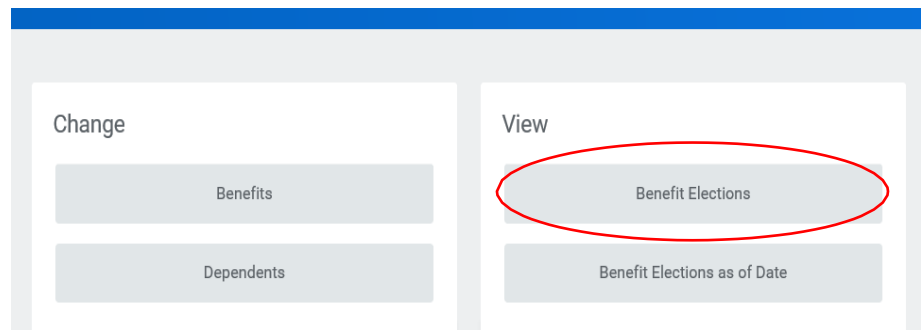 Change
Benefits
Dependents
View
Benefit Elections
Benefit Elections as of Date